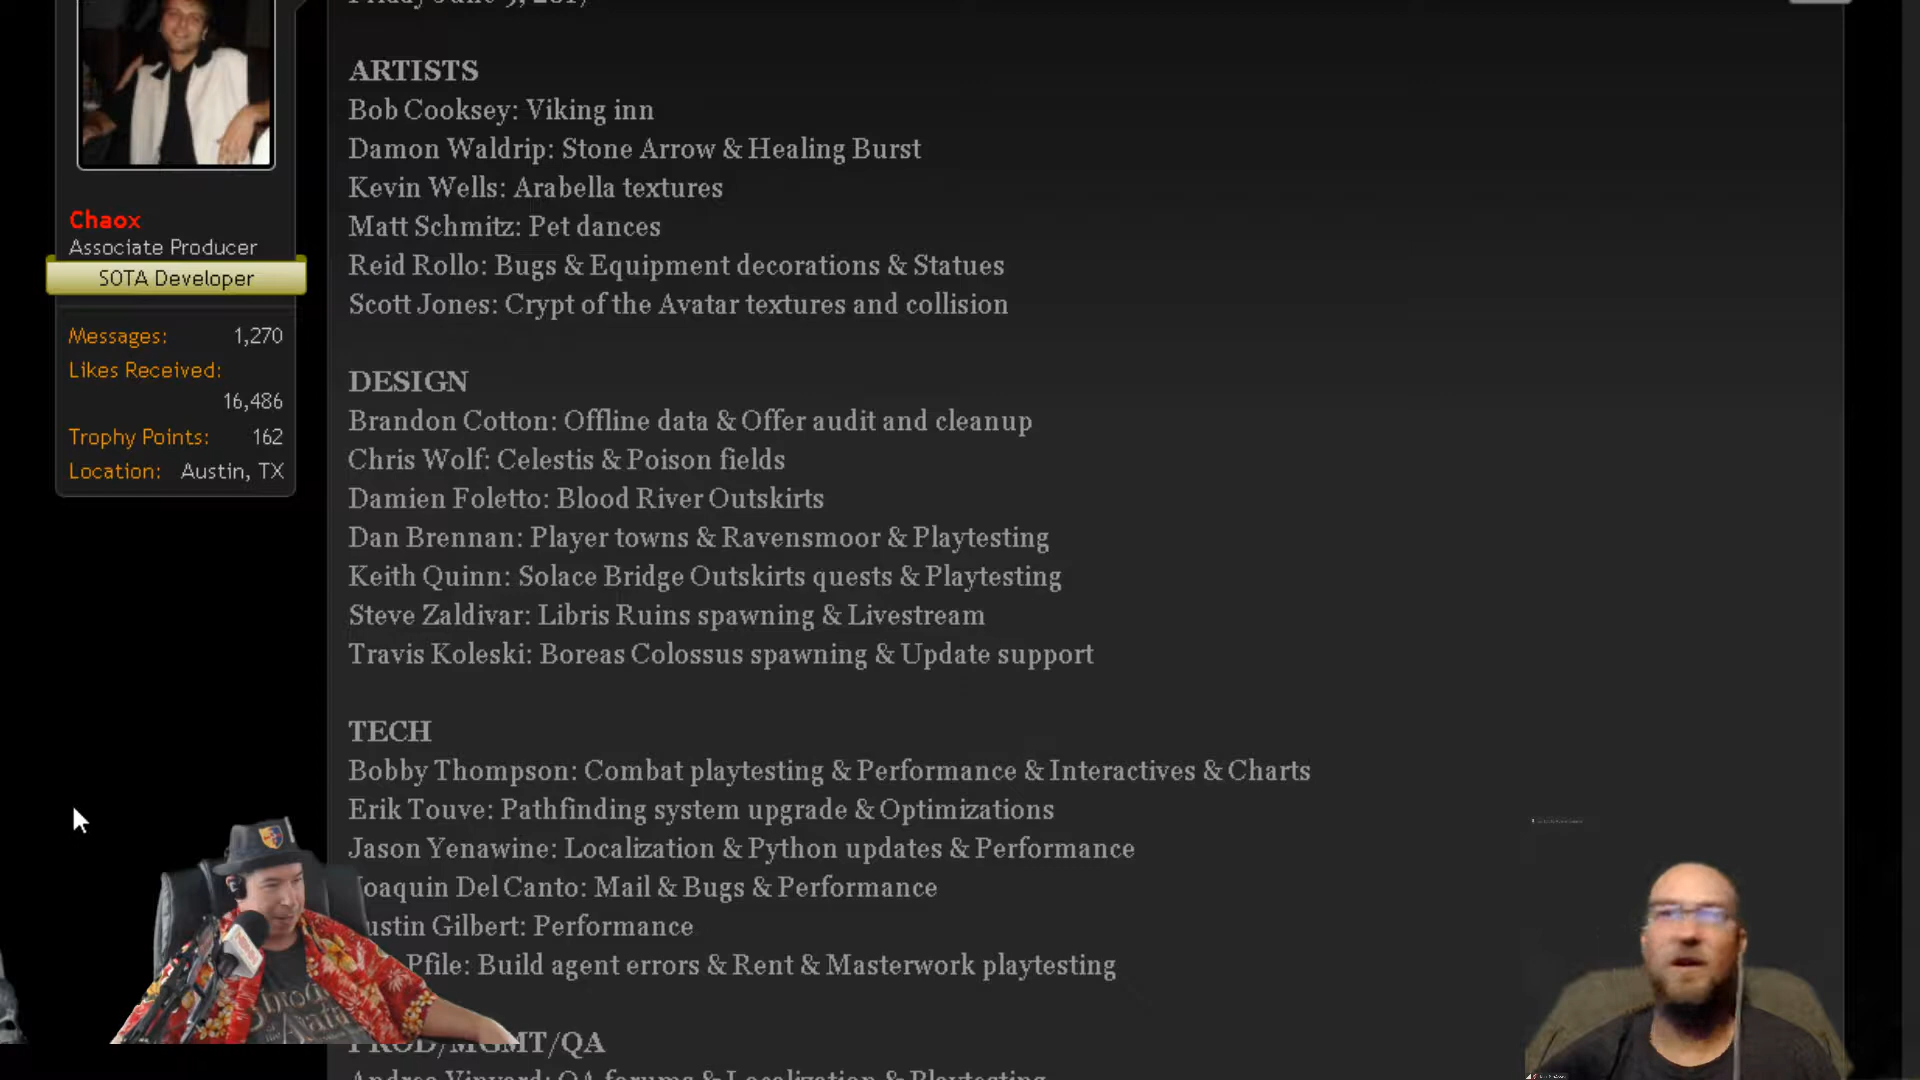 ARTISTS
Bob Cooksey: Viking inn
Damon Waldrip: Stone Arrow & Healing Burst
Kevin Wells: Arabella textures
Matt Schmitz: Pet dances
Reid Rollo: Bugs & Equipment decorations & Statues
Scott Jones: Crypt of the Avatar textures and collision
Chaox
Associate Producer
SOTA Developer
Messages: 1,270
Likes Received:
16,486
Trophy Points: 162
Location: Austin, TX
DESIGN
Brandon Cotton: Offline data & Offer audit and cleanup
Chris Wolf: Celestis & Poison fields
Damien Foletto: Blood River Outskirts
Dan Brennan: Player towns & Ravensmoor & Playtesting
Keith Quinn: Solace Bridge Outskirts quests & Playtesting
Steve Zaldivar: Libris Ruins spawning & Livestream
Travis Koleski: Boreas Colossus spawning & Update support
TECH
Bobby Thompson: Combat playtesting & Performance & Interactives & Charts
Erik Touve: Pathfinding system upgrade & Optimizations
Jason Yenawine: Localization & Python updates & Performance
oaquin Del Canto: Mail & Bugs & Performance
ustin Gilbert: Performance
Pfile: Build agent errors & Rent & Masterwork playtesting
PROD/MGMT/QA